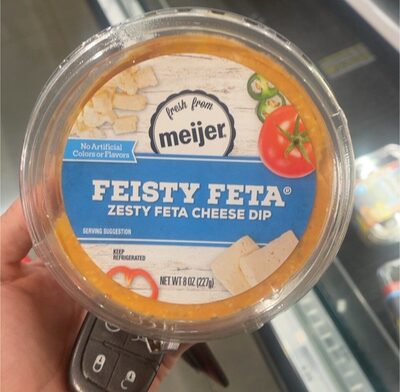 fresh from
meijer
No Artificial
Colors or Flavors
FEISTY FETA®
ZESTY FETA CHEESE DIP
SERVING SUGGESTION
KEEP
REFRIGERATED
NET WT 8 OZ (227g)